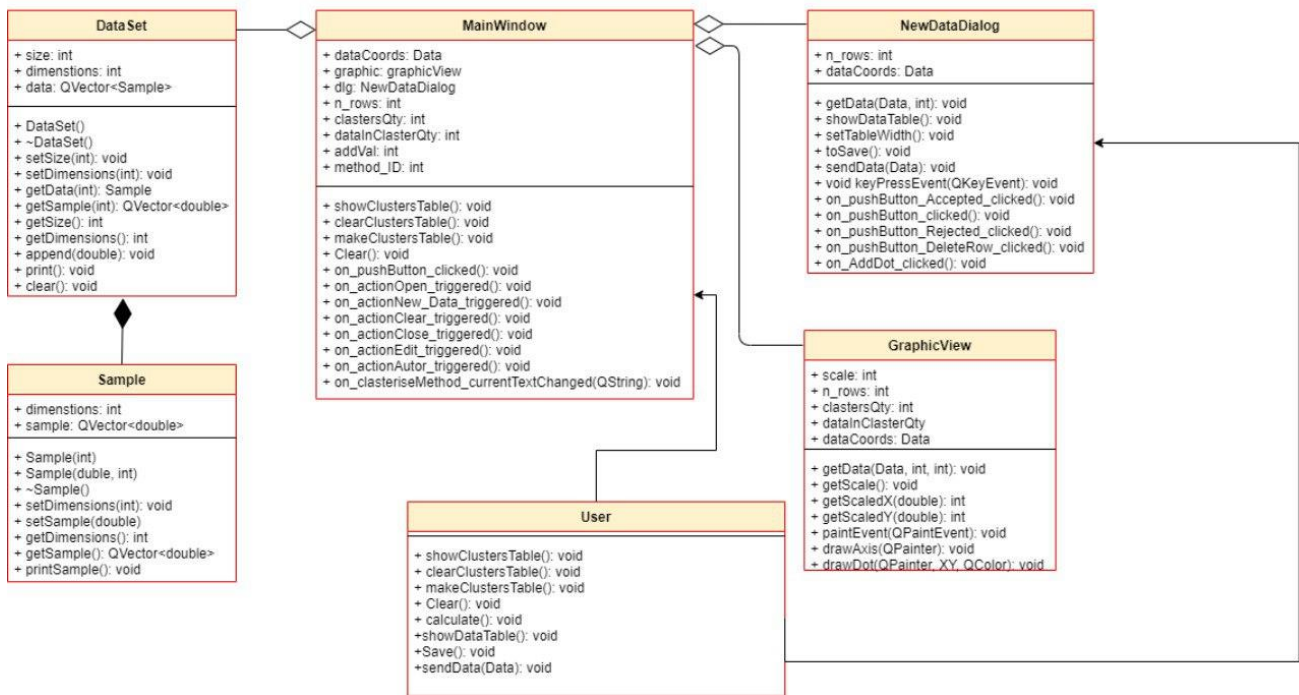 DataSet
+ size: int
+ dimenstions: int
+ data: QVector<Sample>
+ DataSet()
+ ~DataSet()
+ setSize(int): void
+ setDimensions(int): void
+ getData(int): Sample
+ getSample(int): QVector<double>
+ getSize(): int
+ getDimensions(): int
+ append(double): void
+ print(): void
+ clear(): void
Sample
+ dimenstions: int
+ sample: QVector<double>
+ Sample(int)
+ Sample(duble, int)
+ ~Sample()
+ setDimensions(int): void
+ setSample(double)
+ getDimensions(): int
+ getSample(): QVector<double>
+ printSample(): void
MainWindow
+ dataCoords: Data
+ graphic: graphicView
+ dlg: NewDataDialog
+ n_rows: int
+ clastersQty: int
+ dataInClasterQty: int
+ addVal: int
+ method_ID: int
+ showClustersTable(): void
+ clearClustersTable(): void
+ makeClustersTable(): void
+ Clear(): void
+ on_pushButton_clicked(): void
+ on_actionOpen_triggered(): void
+ on_actionNew_Data_triggered(): void
+ on_actionClear_triggered(): void
+ on_actionClose_triggered(): void
+ on_actionEdit_triggered(): void
+ on_actionAutor_triggered(): void
+ on_clasteriseMethod_currentTextChanged(QString): void
User
+ showClustersTable(): void
+ clearClustersTable(): void
+ makeClustersTable(): void
+ Clear(): void
+ calculate(): void
+showDataTable(): void
+Save(): void
+sendData(Data): void
NewDataDialog
+ n_rows: int
+ dataCoords: Data
+ getData(Data, int): void
+ showDataTable(): void
+ setTableWidth(): void
+ toSave(): void
+ sendData(Data): void
+ void keyPressEvent(QKeyEvent): void
+ on_pushButton_Accepted_clicked(): void
+ on_pushButton_clicked(): void
+ on_pushButton_Rejected_clicked(): void
+ on_pushButton_DeleteRow_clicked(): void
+ on_AddDot_clicked(): void
GraphicView
+ scale: int
+ n_rows: int
+ clastersQty: int
+ dataInClasterQty
+ dataCoords: Data
+ getData(Data, int, int): void
+ getScale(): void
+ getScaledX(double): int
+ getScaledY(double): int
+ paintEvent(QPaintEvent): void
+ drawAxis(QPainter): void
+ drawDot(QPainter, XY, QColor): void